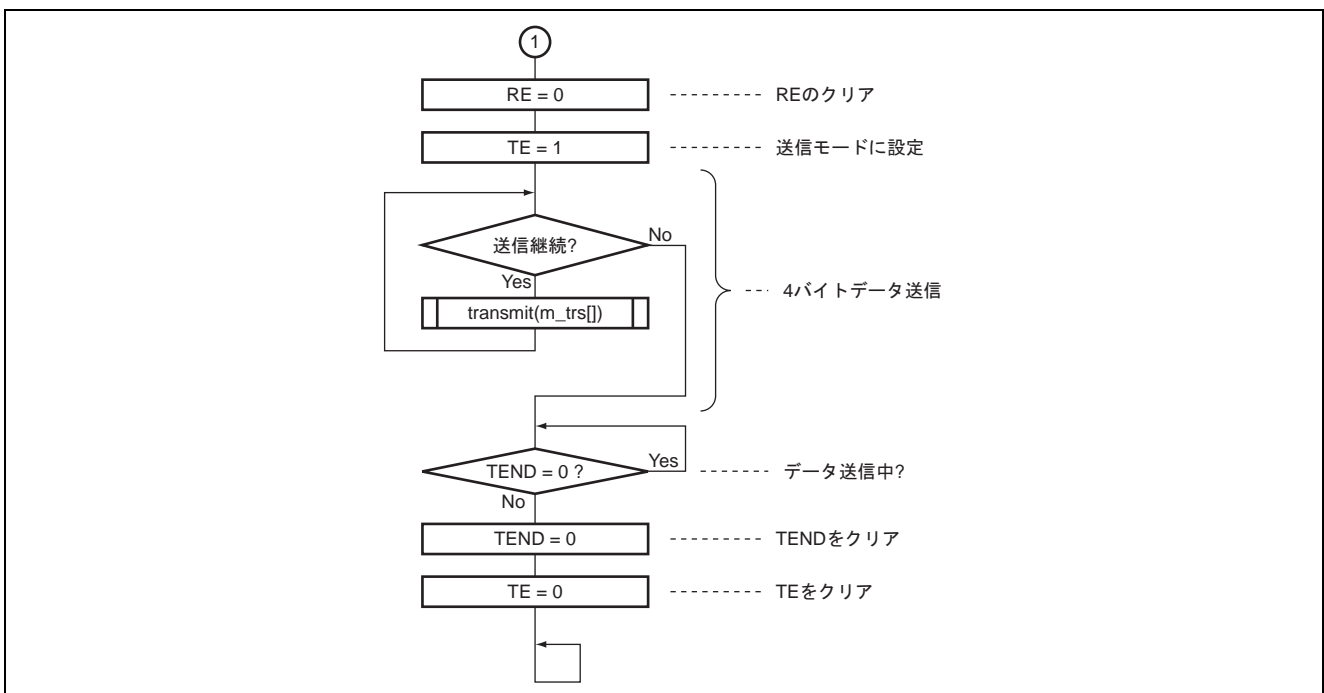 1
RE = 0 --------- REのクリア
TE = 1 --------- 送信モードに設定
送信継続?
No
Yes
transmit(m_trs[])
--- 4バイトデータ送信
TEND = 0 ?
Yes
------- データ送信中?
No
TEND = 0 --------- TENDをクリア
TE = 0 --------- TEをクリア